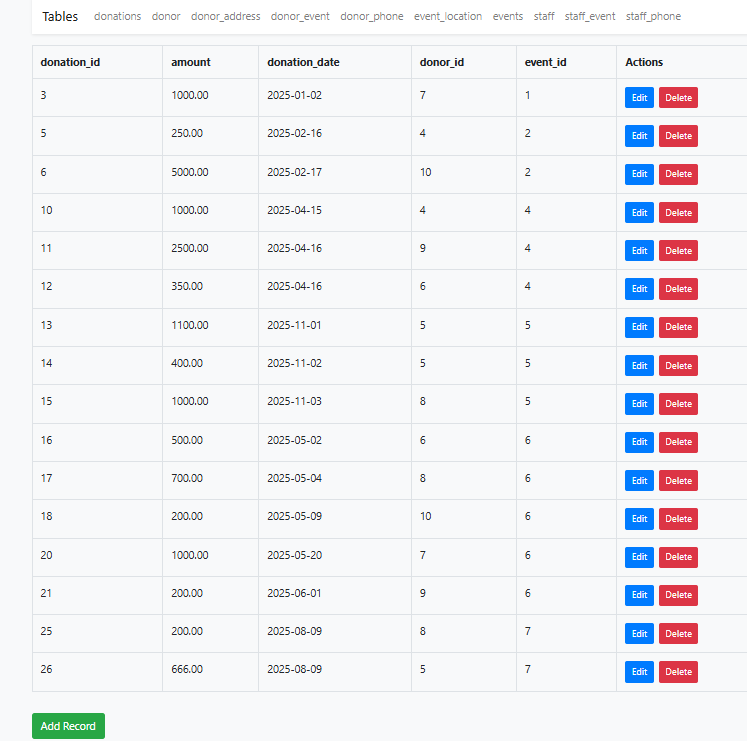 Tables donations donor donor_address donor_event donor_phone event_location events staff staff_event staff_phone
donation_id amount donation_date donor_id event_id Actions
3 1000.00 2025-01-02 7 1 Edit Delete
5 250.00 2025-02-16 4 2 Edit Delete
6 5000.00 2025-02-17 10 2 Edit Delete
10 1000.00 2025-04-15 4 4 Edit Delete
11 2500.00 2025-04-16 9 4 Edit Delete
12 350.00 2025-04-16 6 4 Edit Delete
13 1100.00 2025-11-01 5 5 Edit Delete
14 400.00 2025-11-02 5 5 Edit Delete
15 1000.00 2025-11-03 8 5 Edit Delete
16 500.00 2025-05-02 6 6 Edit Delete
17 700.00 2025-05-04 8 6 Edit Delete
18 200.00 2025-05-09 10 6 Edit Delete
20 1000.00 2025-05-20 7 6 Edit Delete
21 200.00 2025-06-01 9 6 Edit Delete
25 200.00 2025-08-09 8 7 Edit Delete
26 666.00 2025-08-09 5 7 Edit Delete
Add Record